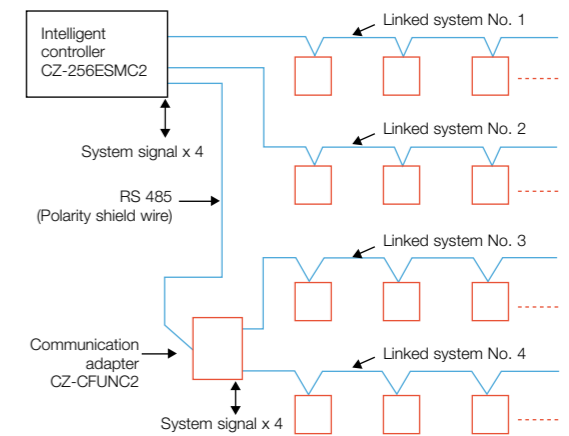 Intelligent
controller
CZ-256ESMC2
Linked system No. 1
System signal x 4
Linked system No. 2
RS 485
(Polarity shield wire)
Linked system No. 3
Communication
adapter
CZ-CFUNC2
Linked system No. 4
System signal x 4